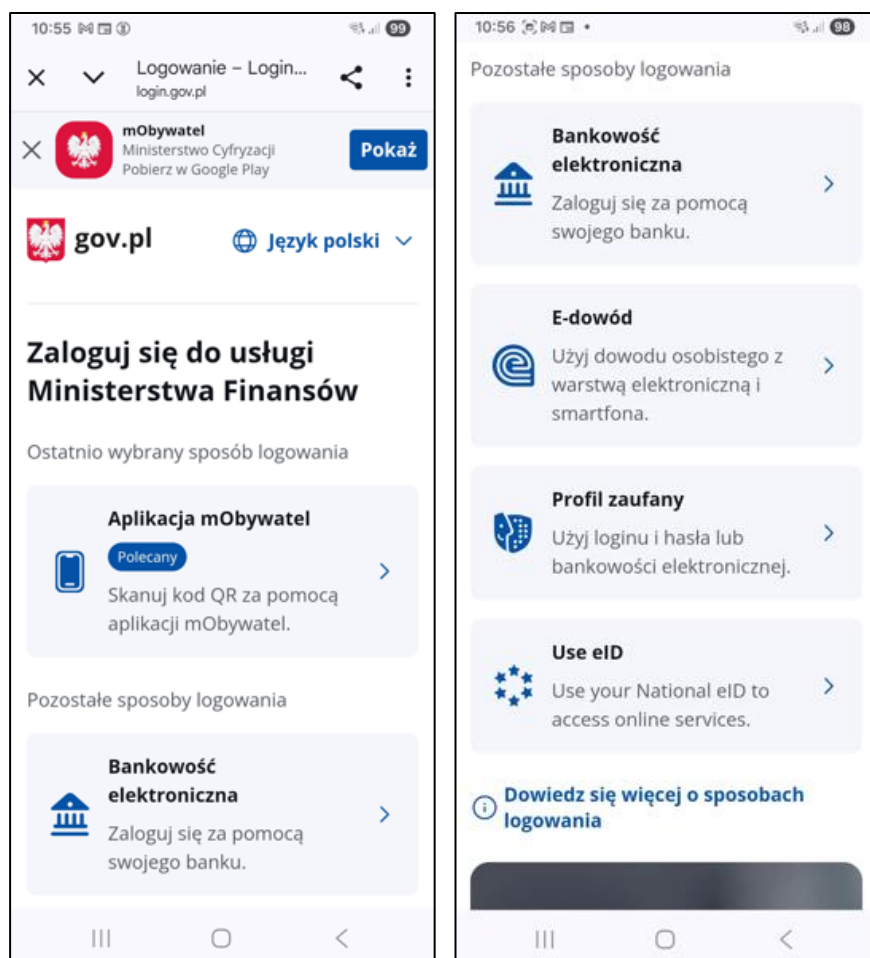 10:55
99
Logowanie – Login...
login.gov.pl
mObywatel
Ministerstwo Cyfryzacji
Pobierz w Google Play
Pokaż
gov.pl
Język polski
Zaloguj się do usługi
Ministerstwa Finansów
Ostatnio wybrany sposób logowania
Aplikacja mObywatel
Polecany
Skanuj kod QR za pomocą
aplikacji mObywatel.
Pozostałe sposoby logowania
Bankowość
elektroniczna
Zaloguj się za pomocą
swojego banku.
10:56
98
Pozostałe sposoby logowania
Bankowość
elektroniczna
Zaloguj się za pomocą
swojego banku.
E-dowód
Użyj dowodu osobistego z
warstwą elektroniczną i
smartfona.
Profil zaufany
Użyj loginu i hasła lub
bankowości elektronicznej.
Use eID
Use your National eID to
access online services.
Dowiedz się więcej o sposobach
logowania